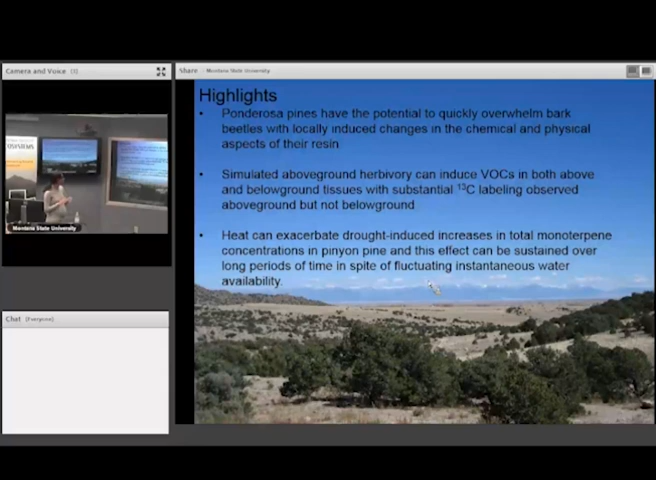 Camera and Voice (1)
Share - Montana State University
Highlights
• Ponderosa pines have the potential to quickly overwhelm bark
beetles with locally induced changes in the chemical and physical
aspects of their resin
• Simulated aboveground herbivory can induce VOCs in both above
and belowground tissues with substantial ¹³C labeling observed
aboveground but not belowground
• Heat can exacerbate drought-induced increases in total monoterpene
concentrations in pinyon pine and this effect can be sustained over
long periods of time in spite of fluctuating instantaneous water
availability.
Montana State University
Chat (Everyone)